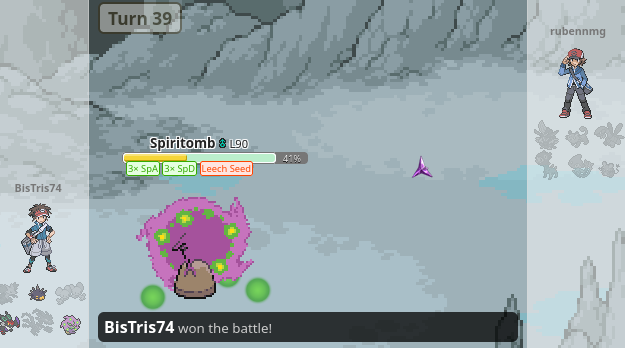 Turn 39
rubennmg
Spiritomb L90
41%
3× SpA 3× SpD Leech Seed
BisTris74
BisTris74 won the battle!